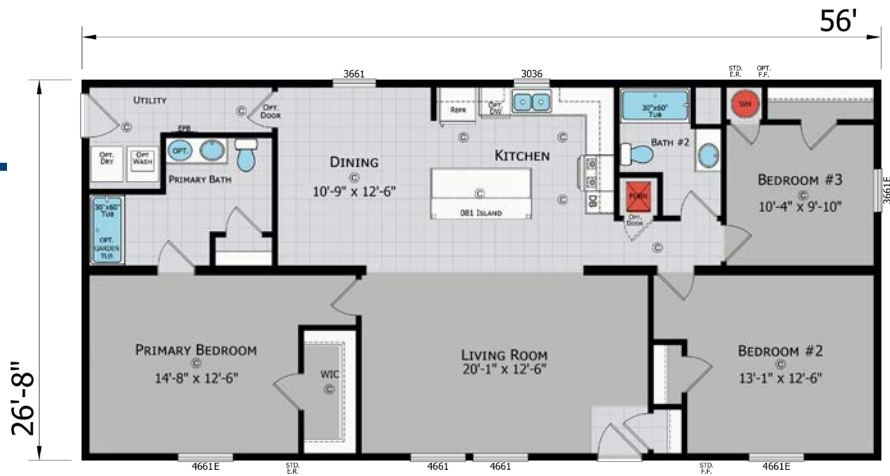 56'
26'-8"
3661
3036
STD.
E.R.
OPT.
F.F.
UTILITY
OPT.
DOOR
©
©
EPB
OPT.
DRY
OPT
WASH
OPT.
PRIMARY BATH
©
30"x60"
TUB
OPT.
GARDEN
TUB
DINING
©
10'-9" x 12'-6"
REFR
OPT
DW
KITCHEN
©
©
©
©
081 ISLAND
DB
30"x60"
TUB
BATH #2
©
FURN
OPT.
DOOR
©
WH
BEDROOM #3
©
10'-4" x 9'-10"
3661E
PRIMARY BEDROOM
©
14'-8" x 12'-6"
WIC
©
LIVING ROOM
20'-1" x 12'-6"
BEDROOM #2
©
13'-1" x 12'-6"
4661E
STD.
E.R.
4661
4661
STD.
F.F.
4661E